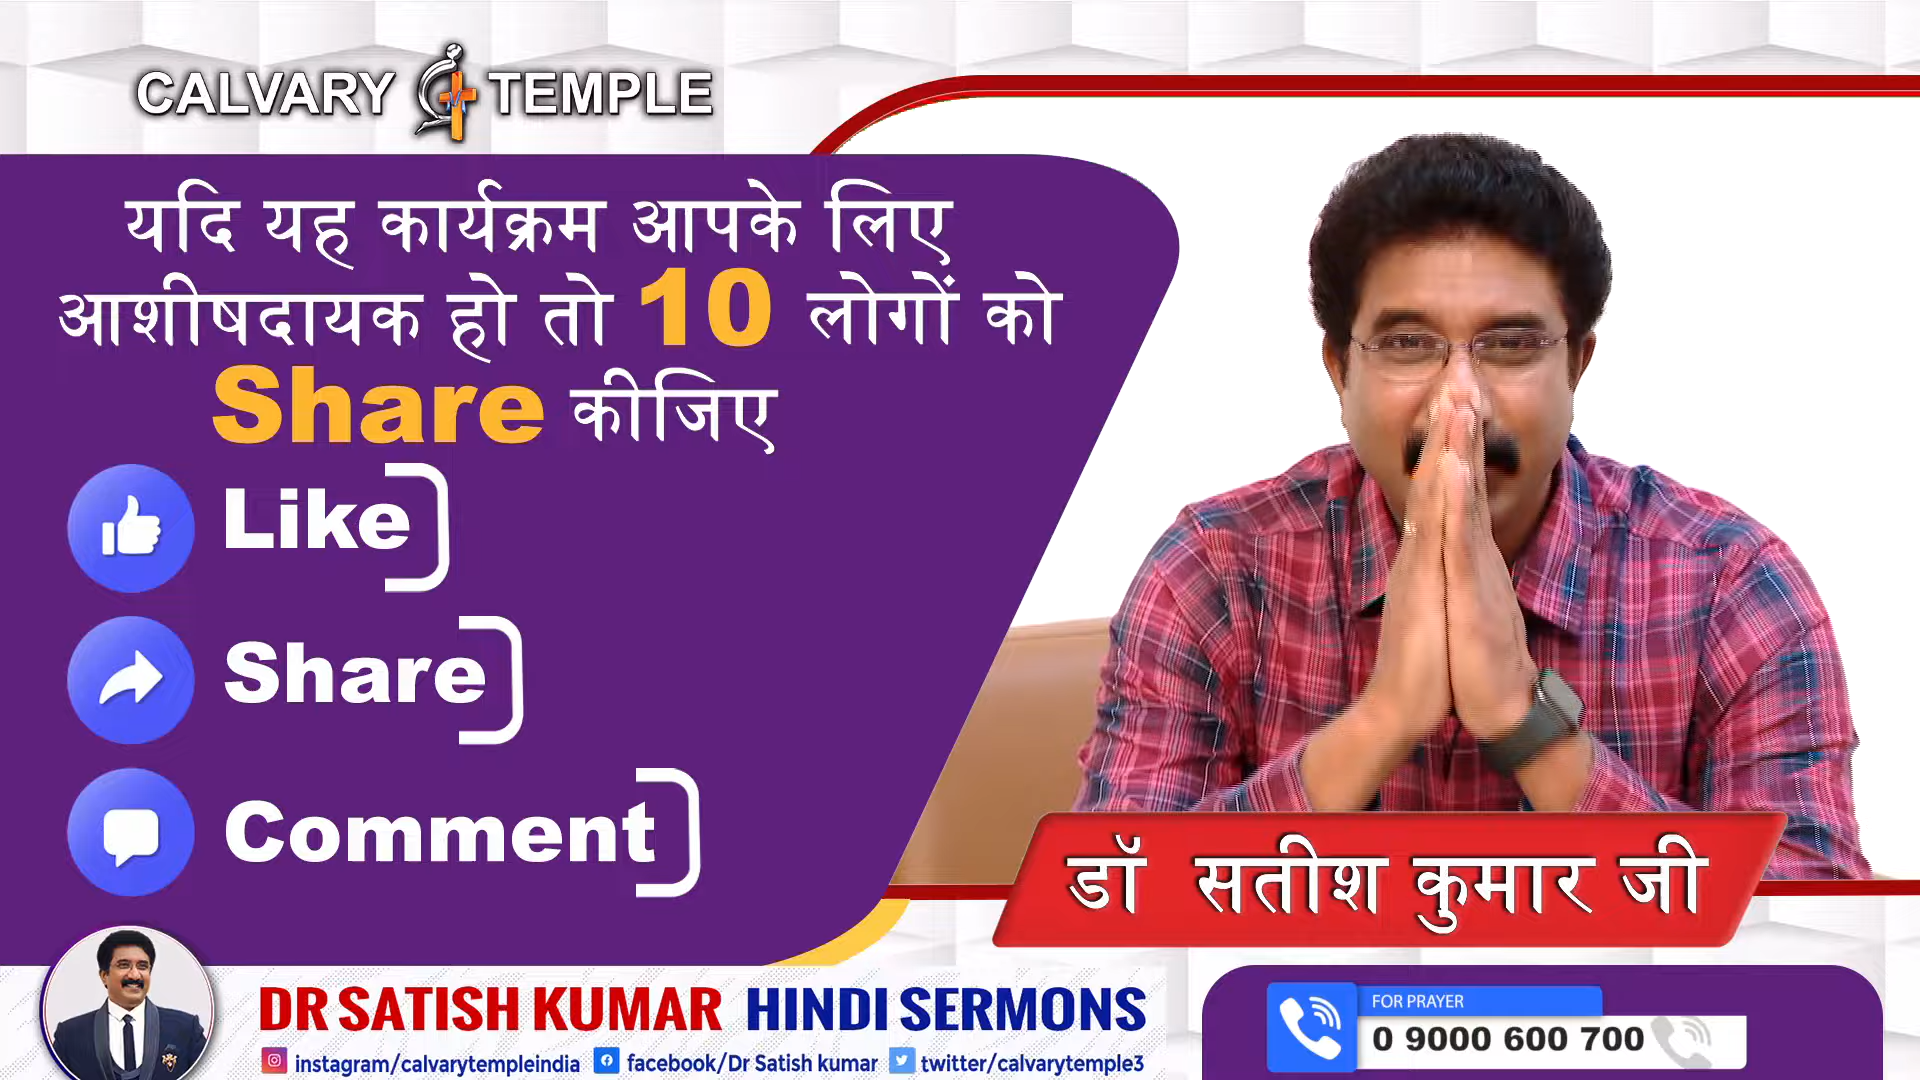 CALVARY TEMPLE
यदि यह कार्यक्रम आपके लिए
आशीषदायक हो तो 10 लोगों को
Share कीजिए
Like
Share
Comment
डॉ सतीश कुमार जी
DR SATISH KUMAR HINDI SERMONS
instagram/calvarytempleindia facebook/Dr Satish kumar twitter/calvarytemple3
FOR PRAYER
0 9000 600 700